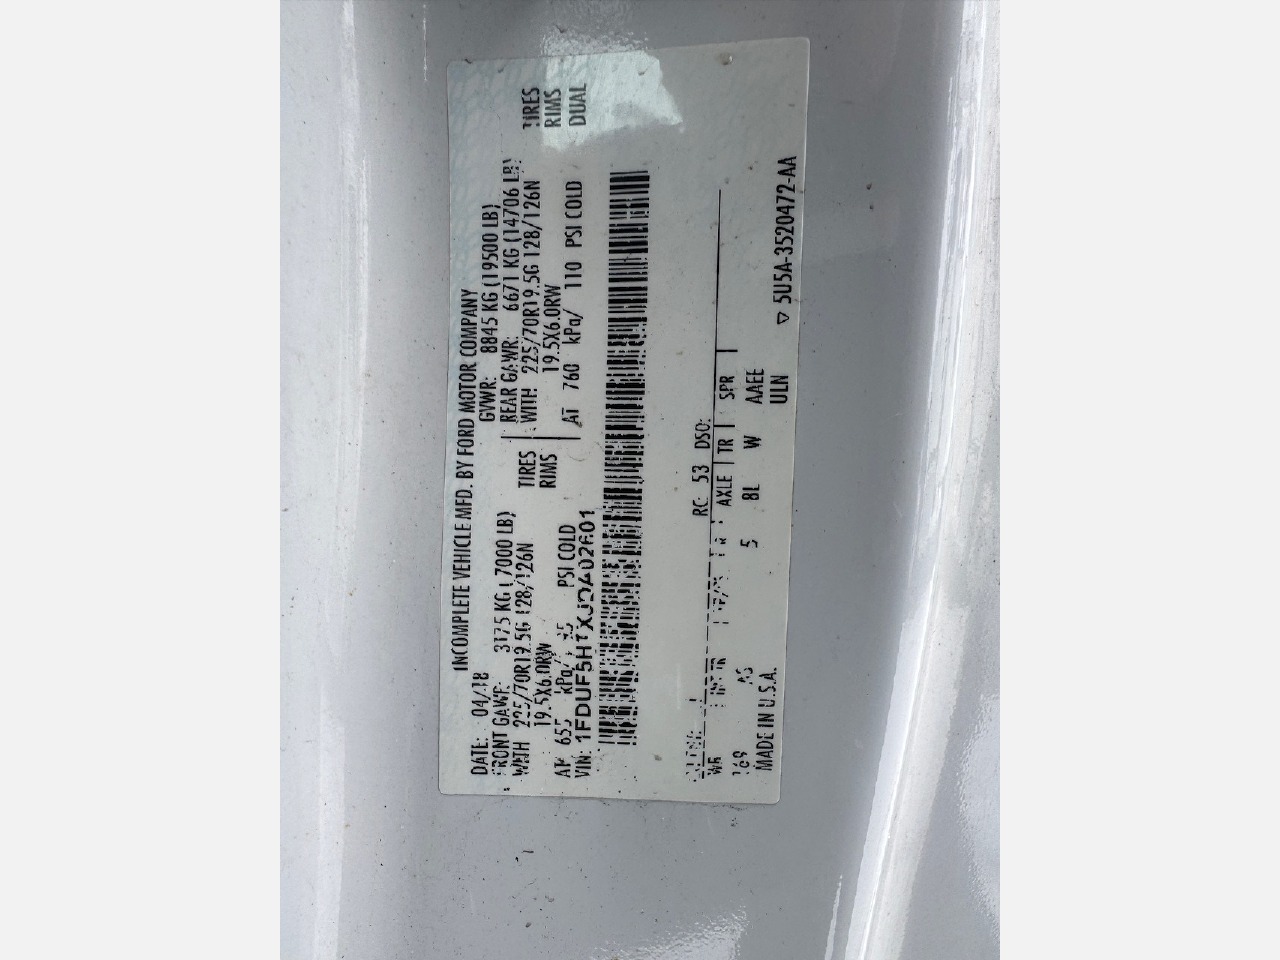 INCOMPLETE VEHICLE MFD. BY FORD MOTOR COMPANY
DATE: 04/18 GVWR: 8845 KG (19500 LB)
FRONT GAWR: 3175 KG ( 7000 LB) REAR GAWR: 6671 KG (14706 LB)
WITH 225/70R19.5G 128/126N TIRES WITH 225/70R19.5G 128/126N TIRES
19.5X6.0RW RIMS 19.5X6.0RW RIMS
AT 655 kPa/ 95 PSI COLD AT 760 kPa/ 110 PSI COLD DUAL
VIN: 1FDUF5HTXJ
RC: 53 DSO:
WB AXLE TR SPR
169 5 8L W AAEE
MADE IN U.S.A. ULN
▽ 5U5A-3520472-AA